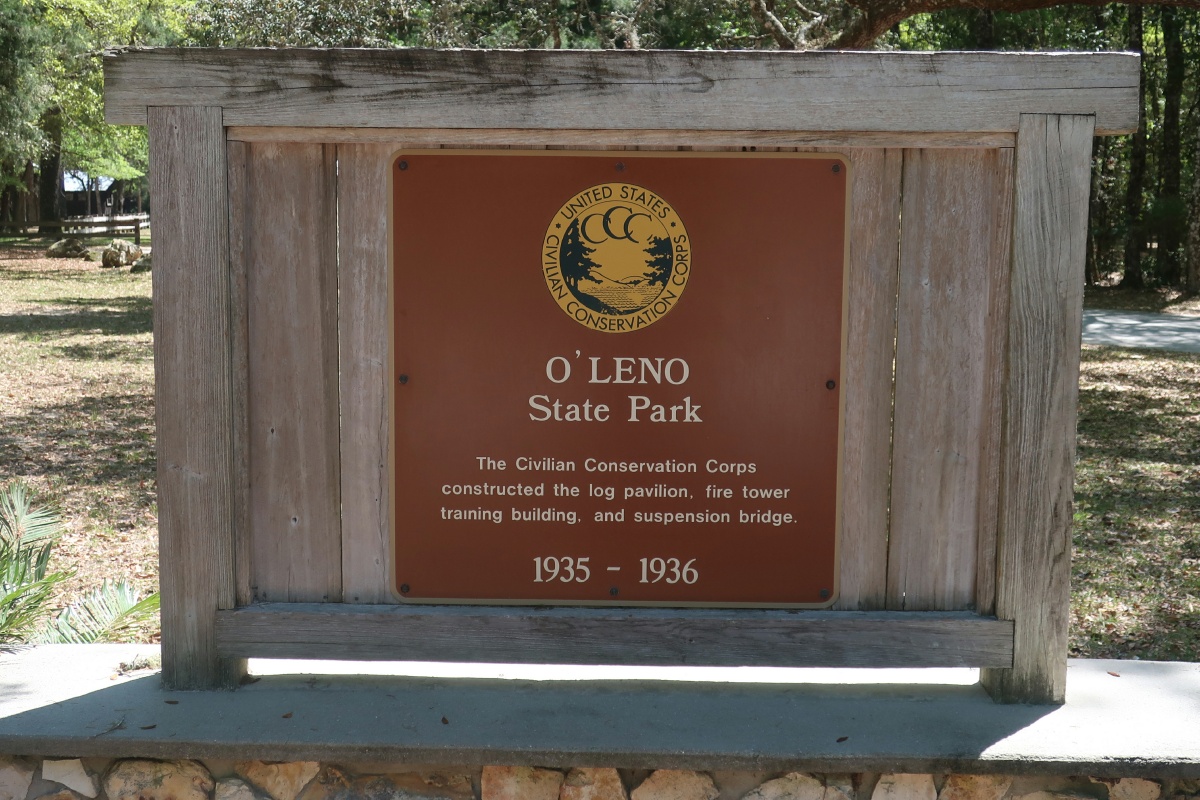 UNITED STATES
CCC
CIVILIAN CONSERVATION CORPS
O'LENO
State Park
The Civilian Conservation Corps
constructed the log pavilion, fire tower
training building, and suspension bridge.
1935 - 1936